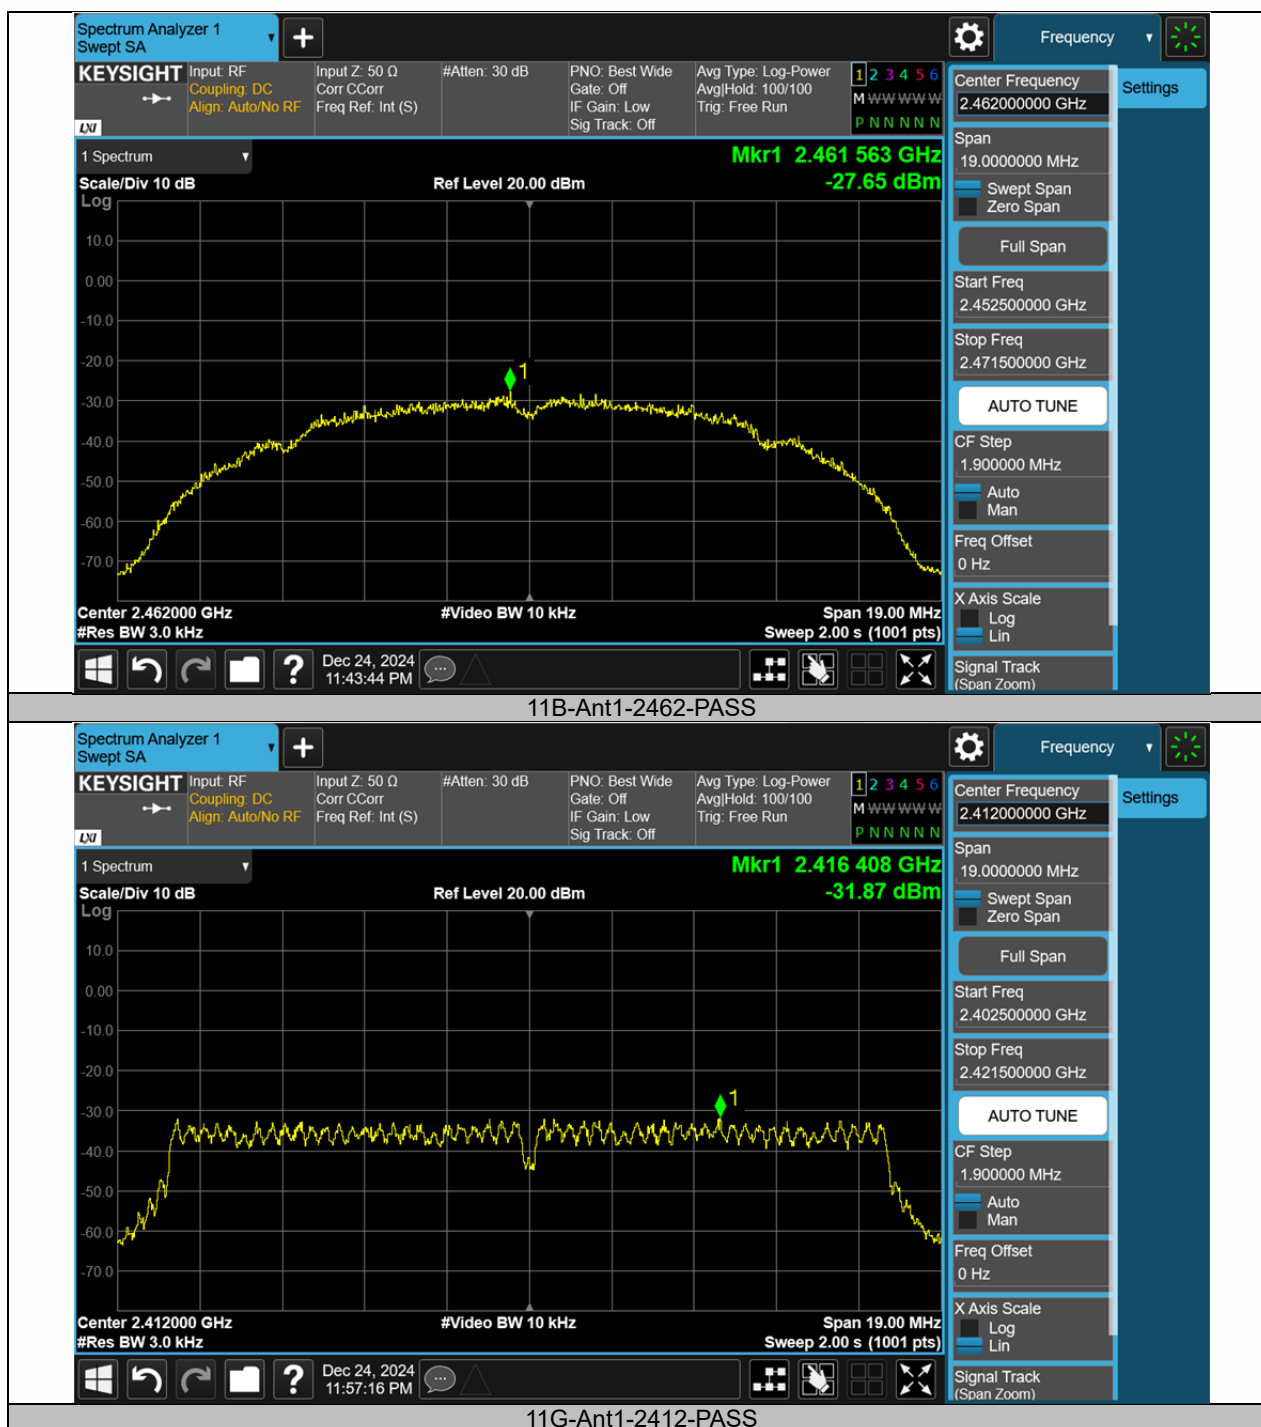 Spectrum Analyzer 1
Swept SA
+
Frequency
KEYSIGHT
LXI
Input: RF
Coupling: DC
Align: Auto/No RF
Input Z: 50 Ω
Corr CCorr
Freq Ref: Int (S)
#Atten: 30 dB
PNO: Best Wide
Gate: Off
IF Gain: Low
Sig Track: Off
Avg Type: Log-Power
Avg|Hold: 100/100
Trig: Free Run
1 2 3 4 5 6
M W W W W W
P N N N N N
1 Spectrum
Mkr1 2.461 563 GHz
Scale/Div 10 dB
Ref Level 20.00 dBm
-27.65 dBm
Log
10.0
0.00
-10.0
-20.0
1
-30.0
-40.0
-50.0
-60.0
-70.0
Center 2.462000 GHz
#Video BW 10 kHz
Span 19.00 MHz
#Res BW 3.0 kHz
Sweep 2.00 s (1001 pts)
?
Dec 24, 2024
11:43:44 PM
Center Frequency
2.462000000 GHz
Settings
Span
19.0000000 MHz
Swept Span
Zero Span
Full Span
Start Freq
2.452500000 GHz
Stop Freq
2.471500000 GHz
AUTO TUNE
CF Step
1.900000 MHz
Auto
Man
Freq Offset
0 Hz
X Axis Scale
Log
Lin
Signal Track
(Span Zoom)
11B-Ant1-2462-PASS
Spectrum Analyzer 1
Swept SA
+
Frequency
KEYSIGHT
LXI
Input: RF
Coupling: DC
Align: Auto/No RF
Input Z: 50 Ω
Corr CCorr
Freq Ref: Int (S)
#Atten: 30 dB
PNO: Best Wide
Gate: Off
IF Gain: Low
Sig Track: Off
Avg Type: Log-Power
Avg|Hold: 100/100
Trig: Free Run
1 2 3 4 5 6
M W W W W W
P N N N N N
1 Spectrum
Mkr1 2.416 408 GHz
Scale/Div 10 dB
Ref Level 20.00 dBm
-31.87 dBm
Log
10.0
0.00
-10.0
-20.0
1
-30.0
-40.0
-50.0
-60.0
-70.0
Center 2.412000 GHz
#Video BW 10 kHz
Span 19.00 MHz
#Res BW 3.0 kHz
Sweep 2.00 s (1001 pts)
?
Dec 24, 2024
11:57:16 PM
Center Frequency
2.412000000 GHz
Settings
Span
19.0000000 MHz
Swept Span
Zero Span
Full Span
Start Freq
2.402500000 GHz
Stop Freq
2.421500000 GHz
AUTO TUNE
CF Step
1.900000 MHz
Auto
Man
Freq Offset
0 Hz
X Axis Scale
Log
Lin
Signal Track
(Span Zoom)
11G-Ant1-2412-PASS